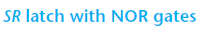 SR latch with NOR gates